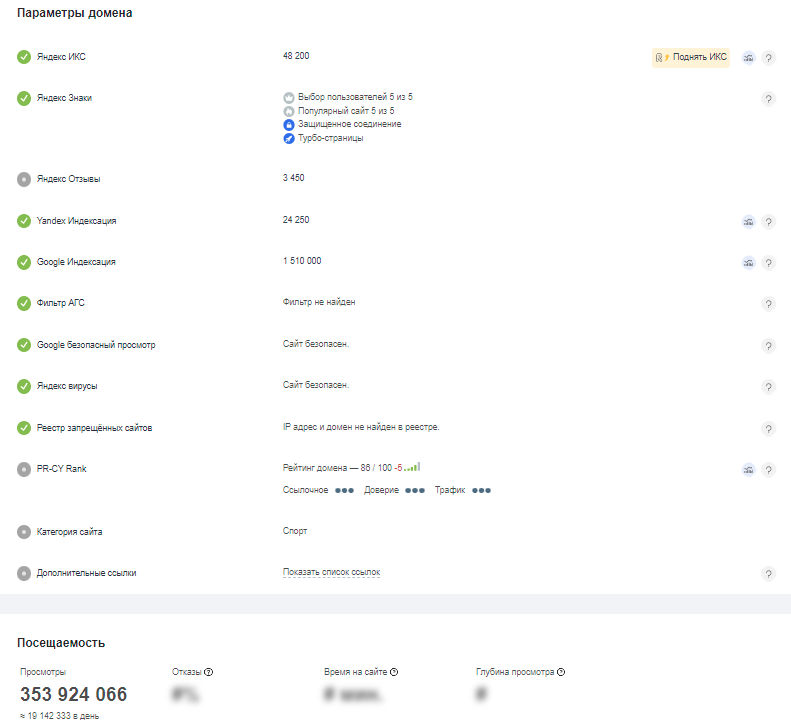 Параметры домена
Яндекс ИКС 48 200 Поднять ИКС ?
Яндекс Знаки Выбор пользователей 5 из 5 ?
Популярный сайт 5 из 5
Защищенное соединение
Турбо-страницы
Яндекс Отзывы 3 450
Yandex Индексация 24 250 ?
Google Индексация 1 510 000 ?
Фильтр АГС Фильтр не найден ?
Google безопасный просмотр Сайт безопасен. ?
Яндекс вирусы Сайт безопасен. ?
Реестр запрещённых сайтов IP адрес и домен не найден в реестре. ?
PR-CY Rank Рейтинг домена — 86 / 100 -5 ?
Ссылочное Доверие Трафик
Категория сайта Спорт
Дополнительные ссылки Показать список ссылок ?
Посещаемость
Просмотры Отказы ? Время на сайте ? Глубина просмотра ?
353 924 066
≈ 19 142 333 в день